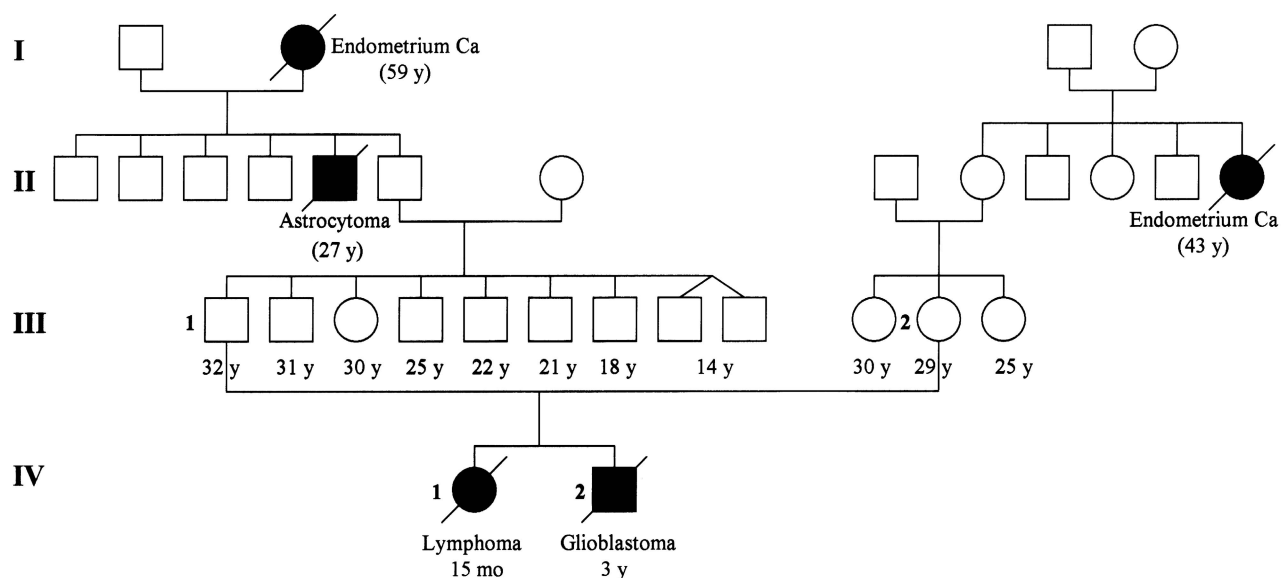 I
Endometrium Ca
(59 y)
II
Astrocytoma
(27 y)
Endometrium Ca
(43 y)
III
1
2
32 y 31 y 30 y 25 y 22 y 21 y 18 y 14 y 30 y 29 y 25 y
IV
1
2
Lymphoma
15 mo
Glioblastoma
3 y